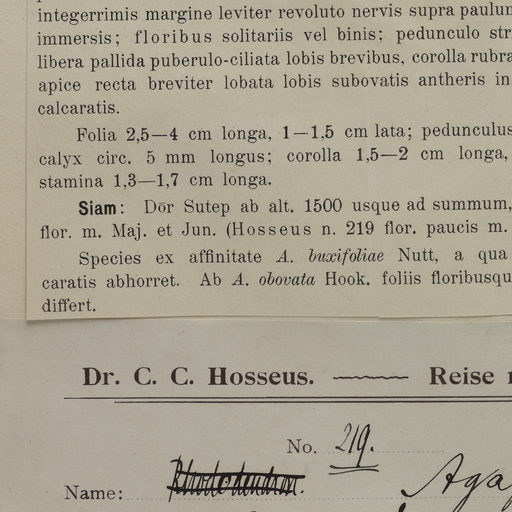 integerrimis margine leviter revoluto nervis supra paulum
immersis; floribus solitariis vel binis; pedunculo
libera pallida puberulo-ciliata lobis brevibus, corolla rubra
apice recta breviter lobata lobis subovatis antheris in
calcaratis.
Folia 2,5—4 cm longa, 1—1,5 cm lata; pedunculus
calyx circ. 5 mm longus; corolla 1,5—2 cm longa,
stamina 1,3—1,7 cm longa.
Siam: Dor Sutep ab alt. 1500 usque ad summum,
flor. m. Maj. et Jun. (Hosseus n. 219 flor. paucis m.
Species ex affinitate A. buxifoliae Nutt, a qua
caratis abhorret. Ab A. obovata Hook. foliis floribusqu
differt.
Dr. C. C. Hosseus. Reise
No. 219.
Name: Rhododendron. Aga